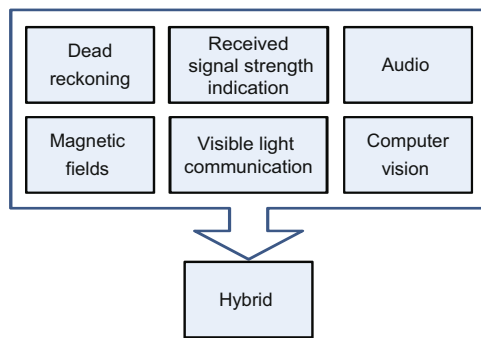 Dead
reckoning
Received
signal strength
indication
Audio
Magnetic
fields
Visible light
communication
Computer
vision
Hybrid